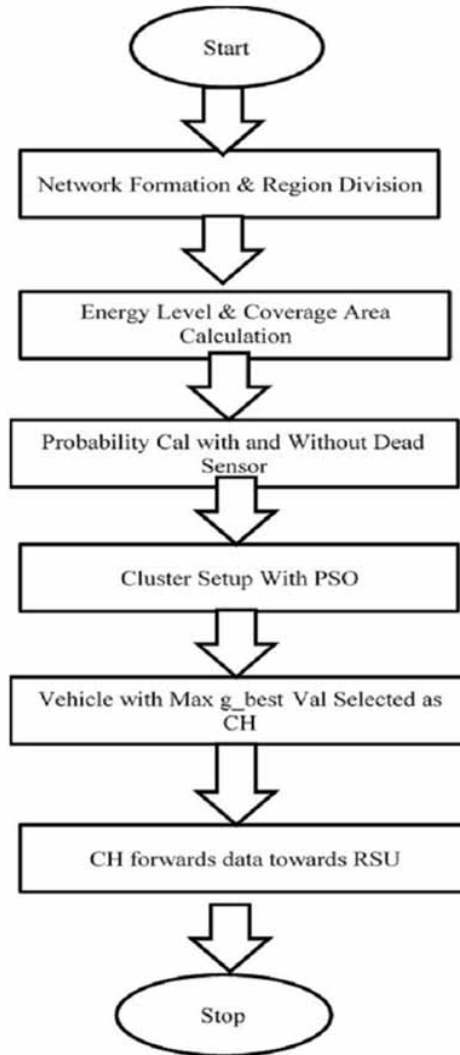 Start
Network Formation & Region Division
Energy Level & Coverage Area
Calculation
Probability Cal with and Without Dead
Sensor
Cluster Setup With PSO
Vehicle with Max g_best Val Selected as
CH
CH forwards data towards RSU
Stop